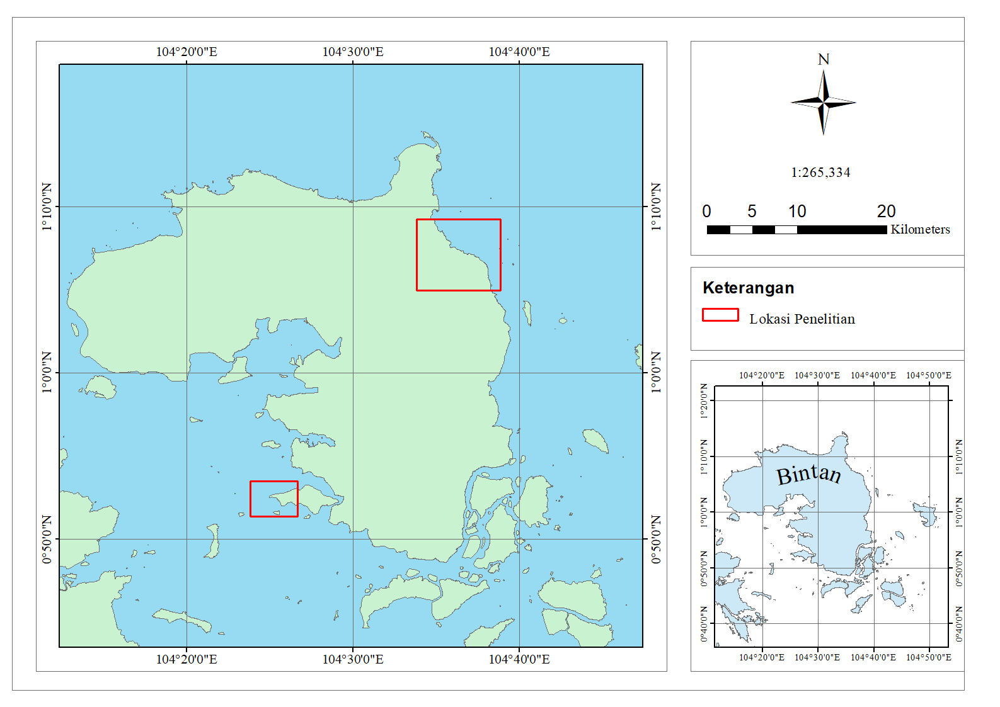 104°20'0"E 104°30'0"E 104°40'0"E
1°10'0"N 1°10'0"N
1°0'0"N 1°0'0"N
0°50'0"N 0°50'0"N
104°20'0"E 104°30'0"E 104°40'0"E
N
1:265,334
0 5 10 20
Kilometers
Keterangan
Lokasi Penelitian
104°20'0"E 104°30'0"E 104°40'0"E 104°50'0"E
1°20'0"N
1°10'0"N 1°10'0"N
Bintan
1°0'0"N 1°0'0"N
0°50'0"N 0°50'0"N
0°40'0"N 0°40'0"N
104°20'0"E 104°30'0"E 104°40'0"E 104°50'0"E